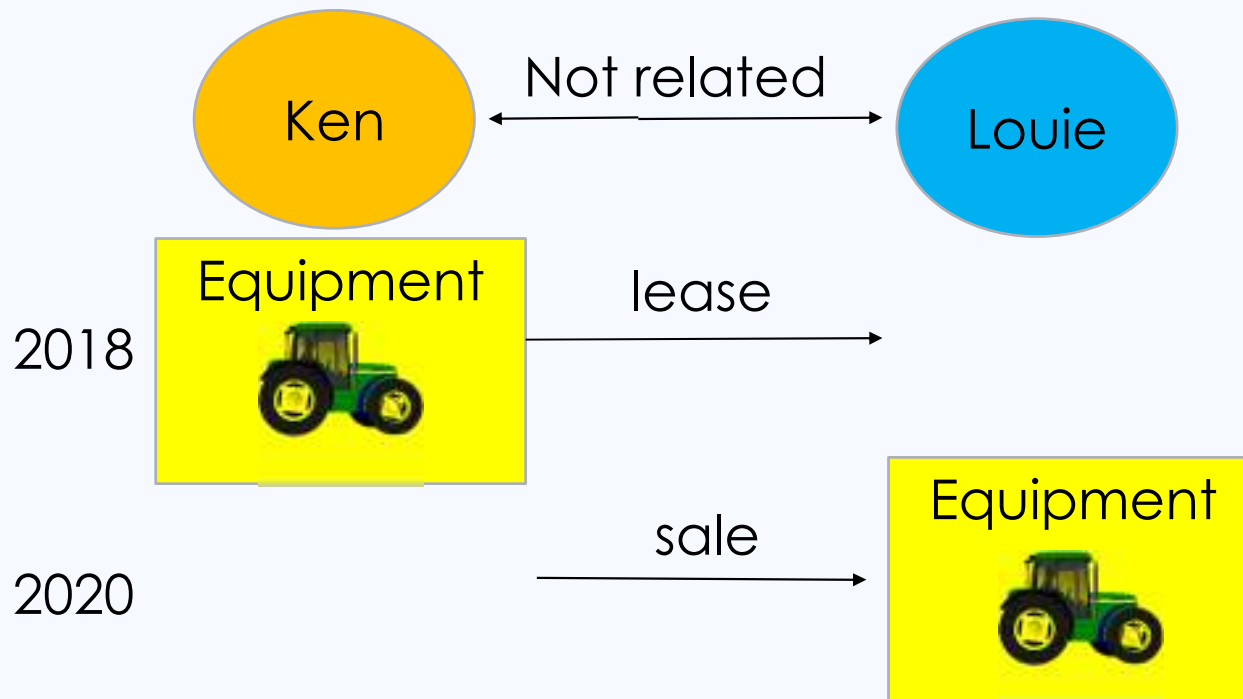 Ken
Not related
Louie
Equipment
lease
2018
Equipment
sale
2020